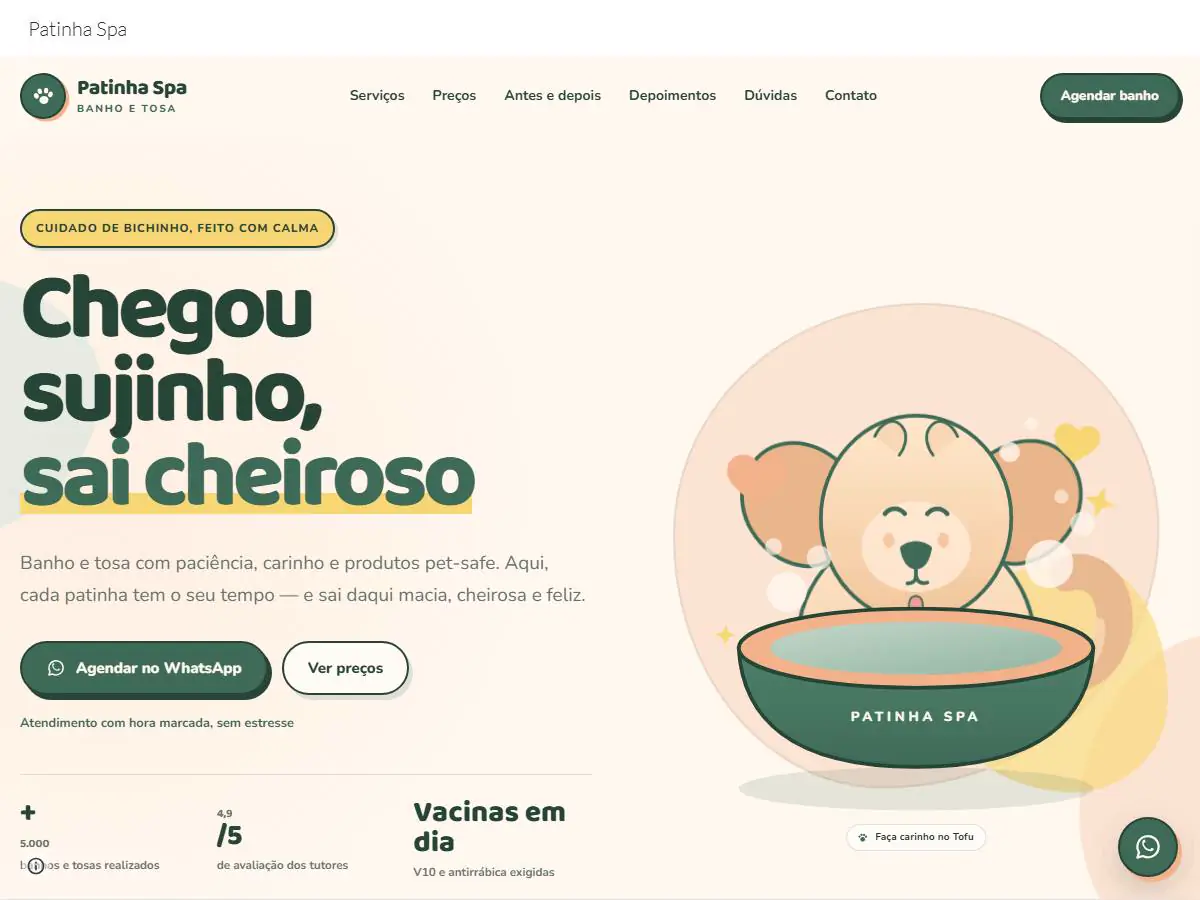 Patinha Spa
Patinha Spa
BANHO E TOSA
Serviços
Preços
Antes e depois
Depoimentos
Dúvidas
Contato
Agendar banho
CUIDADO DE BICHINHO, FEITO COM CALMA
Chegou
sujinho,
sai cheiroso
Banho e tosa com paciência, carinho e produtos pet-safe. Aqui,
cada patinha tem o seu tempo — e sai daqui macia, cheirosa e feliz.
Agendar no WhatsApp
Ver preços
Atendimento com hora marcada, sem estresse
+
5.000
banhos e tosas realizados
4,9
/5
de avaliação dos tutores
Vacinas em
dia
V10 e antirrábica exigidas
PATINHA SPA
Faça carinho no Tofu